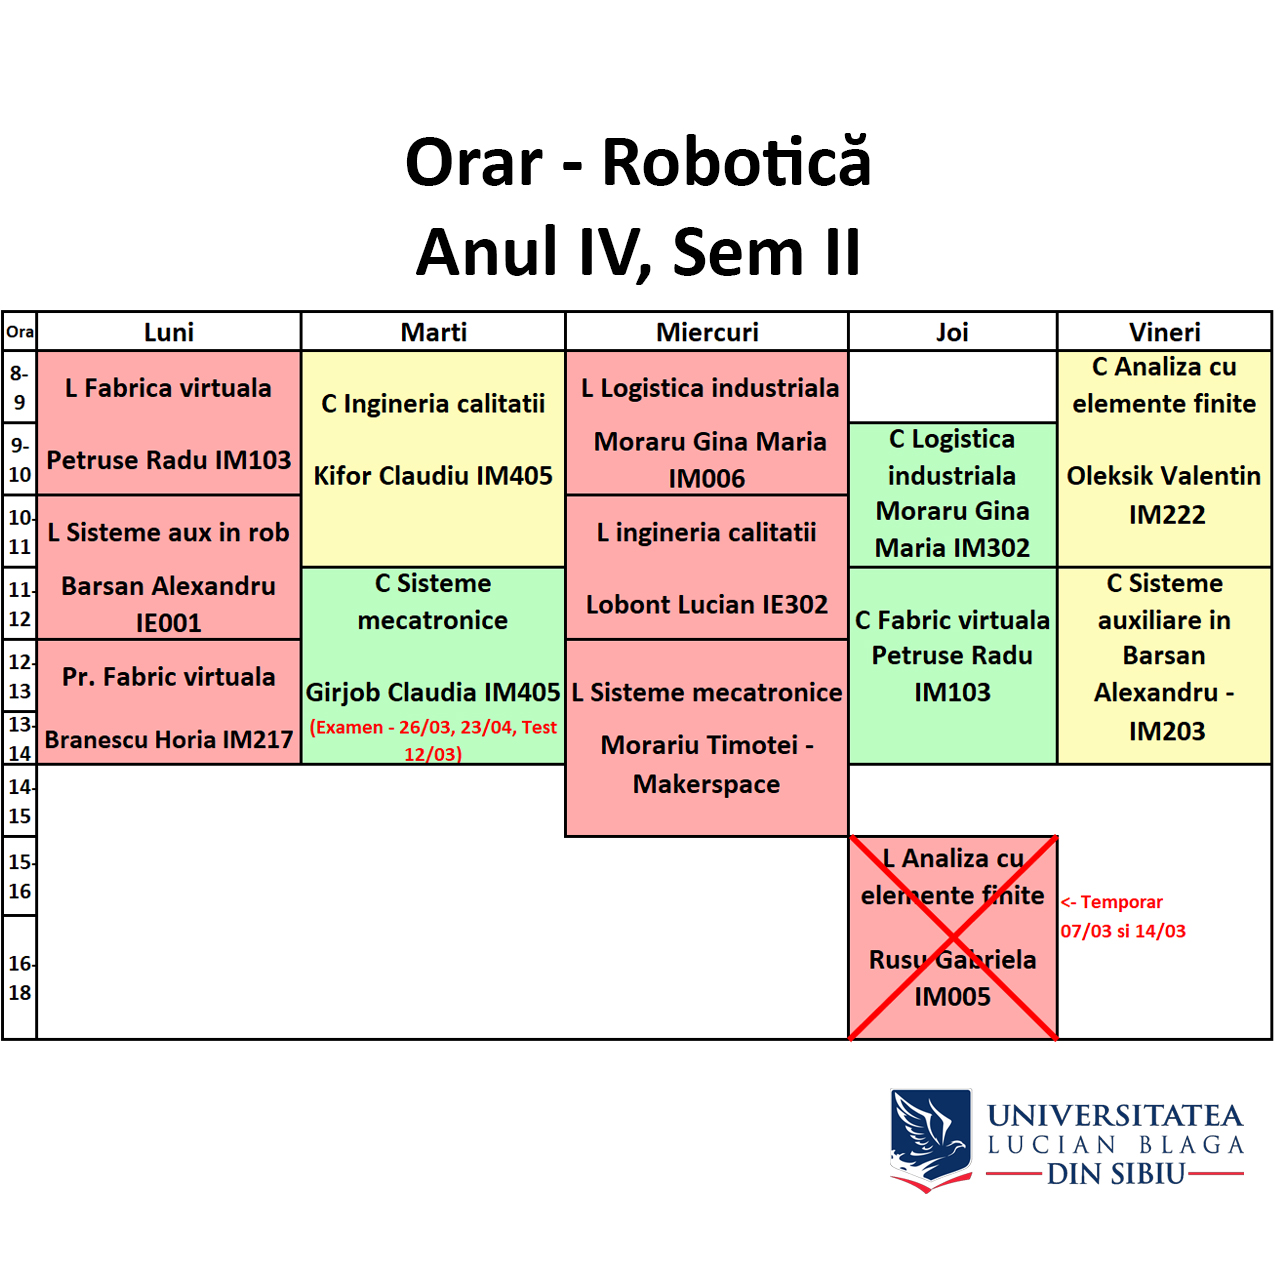 Orar - Robotică
Anul IV, Sem II
Ora
Luni
Marti
Miercuri
Joi
Vineri
8-
9
9-
10
10-
11
11-
12
12-
13
13-
14
14-
15
15-
16
16-
18
L Fabrica virtuala
Petruse Radu IM103
L Sisteme aux in rob
Barsan Alexandru
IE001
Pr. Fabric virtuala
Branescu Horia IM217
C Ingineria calitatii
Kifor Claudiu IM405
C Sisteme
mecatronice
Girjob Claudia IM405
(Examen - 26/03, 23/04, Test
12/03)
L Logistica industriala
Moraru Gina Maria
IM006
L ingineria calitatii
Lobont Lucian IE302
L Sisteme mecatronice
Morariu Timotei -
Makerspace
C Logistica
industriala
Moraru Gina
Maria IM302
C Fabric virtuala
Petruse Radu
IM103
L Analiza cu
elemente finite
Rusu Gabriela
IM005
C Analiza cu
elemente finite
Oleksik Valentin
IM222
C Sisteme
auxiliare in
Barsan
Alexandru -
IM203
<- Temporar
07/03 si 14/03
UNIVERSITATEA
LUCIAN BLAGA
DIN SIBIU